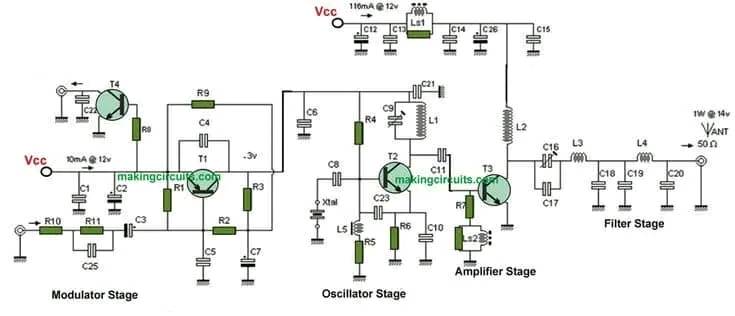 116mA @ 12v
Vcc
C12
C13
Ls1
C14
C26
C15
T4
C22
R8
R9
C4
C6
C21
C9
L1
R4
L2
1W @ 14v
ANT
50 Ω
Vcc
10mA @ 12v
T1
.3v
makingcircuits.com
C8
T2
C11
makingcircuits.com
T3
C16
L3
L4
C17
C18
C19
C20
C1
C2
R1
R3
Xtal
C23
R7
R10
R11
C3
R2
L5
R6
C10
Ls2
C25
C5
C7
R5
Filter Stage
Amplifier Stage
Modulator Stage
Oscillator Stage